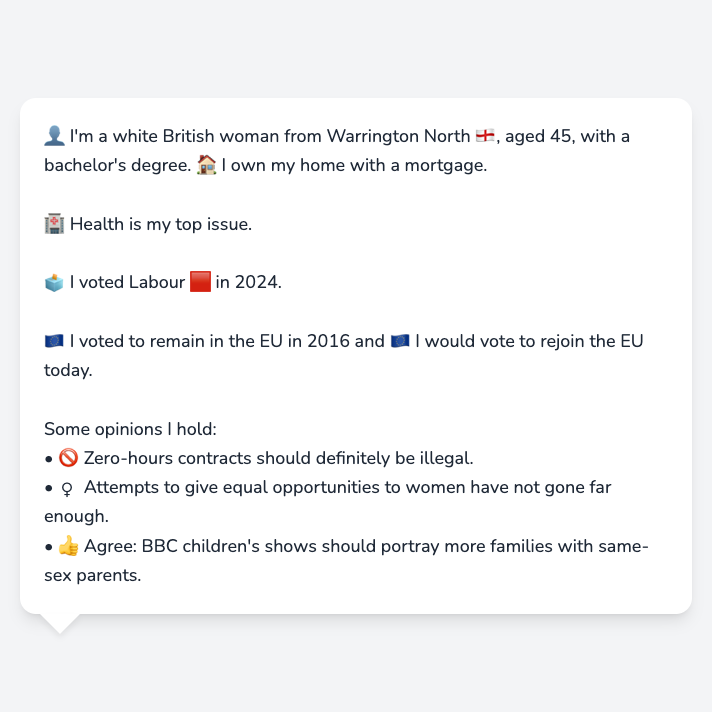 👤 I'm a white British woman from Warrington North 🏴󠁧󠁢󠁥󠁮󠁧󠁿, aged 45, with a
bachelor's degree. 🏠 I own my home with a mortgage.
🏥 Health is my top issue.
🗳️ I voted Labour 🟥 in 2024.
🇪🇺 I voted to remain in the EU in 2016 and 🇪🇺 I would vote to rejoin the EU
today.
Some opinions I hold:
• 🚫 Zero-hours contracts should definitely be illegal.
• ♀ Attempts to give equal opportunities to women have not gone far
enough.
• 👍 Agree: BBC children's shows should portray more families with same-
sex parents.